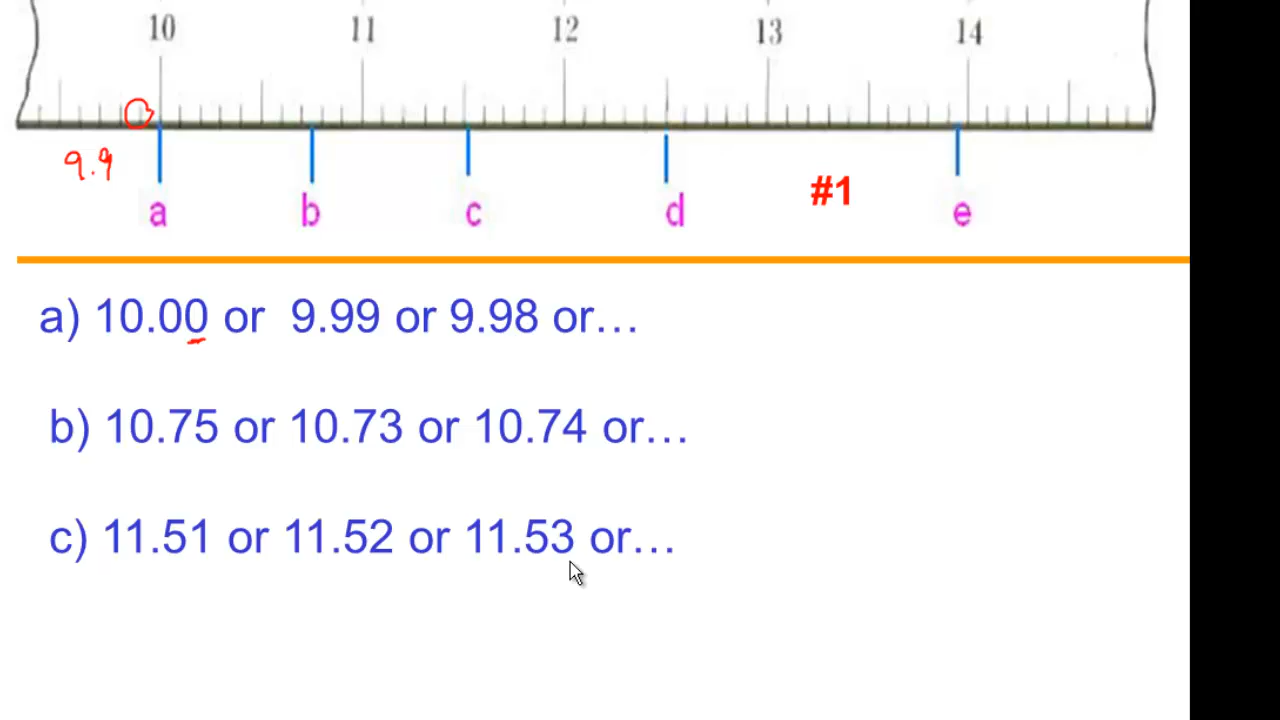 10 11 12 13 14
9.9
a b c d #1 e
a) 10.00 or 9.99 or 9.98 or…
b) 10.75 or 10.73 or 10.74 or…
c) 11.51 or 11.52 or 11.53 or…